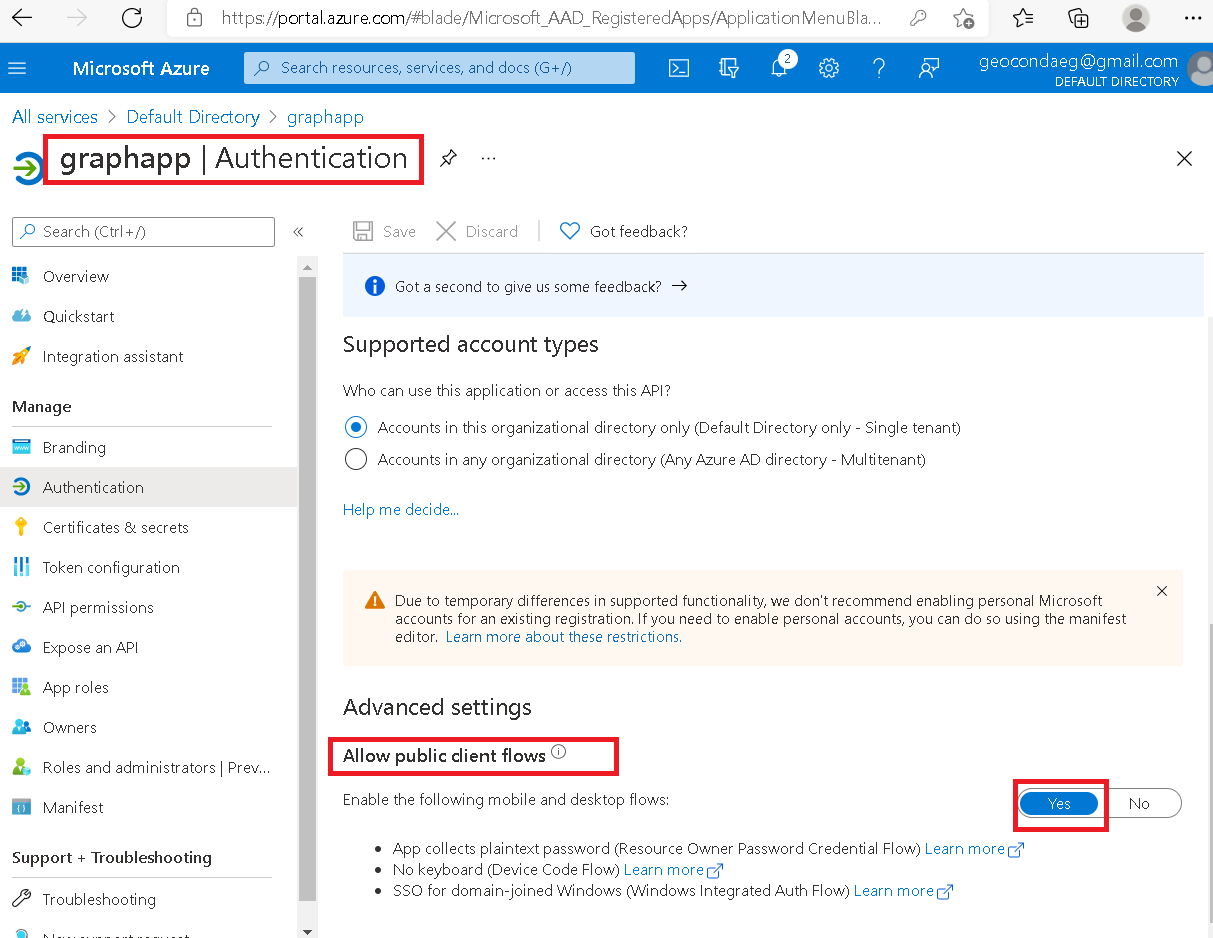 https://portal.azure.com/#blade/Microsoft_AAD_RegisteredApps/ApplicationMenuBla...
Microsoft Azure
Search resources, services, and docs (G+/)
2
geocondaeg@gmail.com
DEFAULT DIRECTORY
All services > Default Directory > graphapp
graphapp | Authentication
Search (Ctrl+/)
Save
Discard
Got feedback?
Overview
Quickstart
Integration assistant
Manage
Branding
Authentication
Certificates & secrets
Token configuration
API permissions
Expose an API
App roles
Owners
Roles and administrators | Prev...
Manifest
Support + Troubleshooting
Troubleshooting
New support request
Got a second to give us some feedback? →
Supported account types
Who can use this application or access this API?
Accounts in this organizational directory only (Default Directory only - Single tenant)
Accounts in any organizational directory (Any Azure AD directory - Multitenant)
Help me decide...
Due to temporary differences in supported functionality, we don't recommend enabling personal Microsoft
accounts for an existing registration. If you need to enable personal accounts, you can do so using the manifest
editor. Learn more about these restrictions.
Advanced settings
Allow public client flows
Enable the following mobile and desktop flows:
Yes
No
• App collects plaintext password (Resource Owner Password Credential Flow) Learn more
• No keyboard (Device Code Flow) Learn more
• SSO for domain-joined Windows (Windows Integrated Auth Flow) Learn more